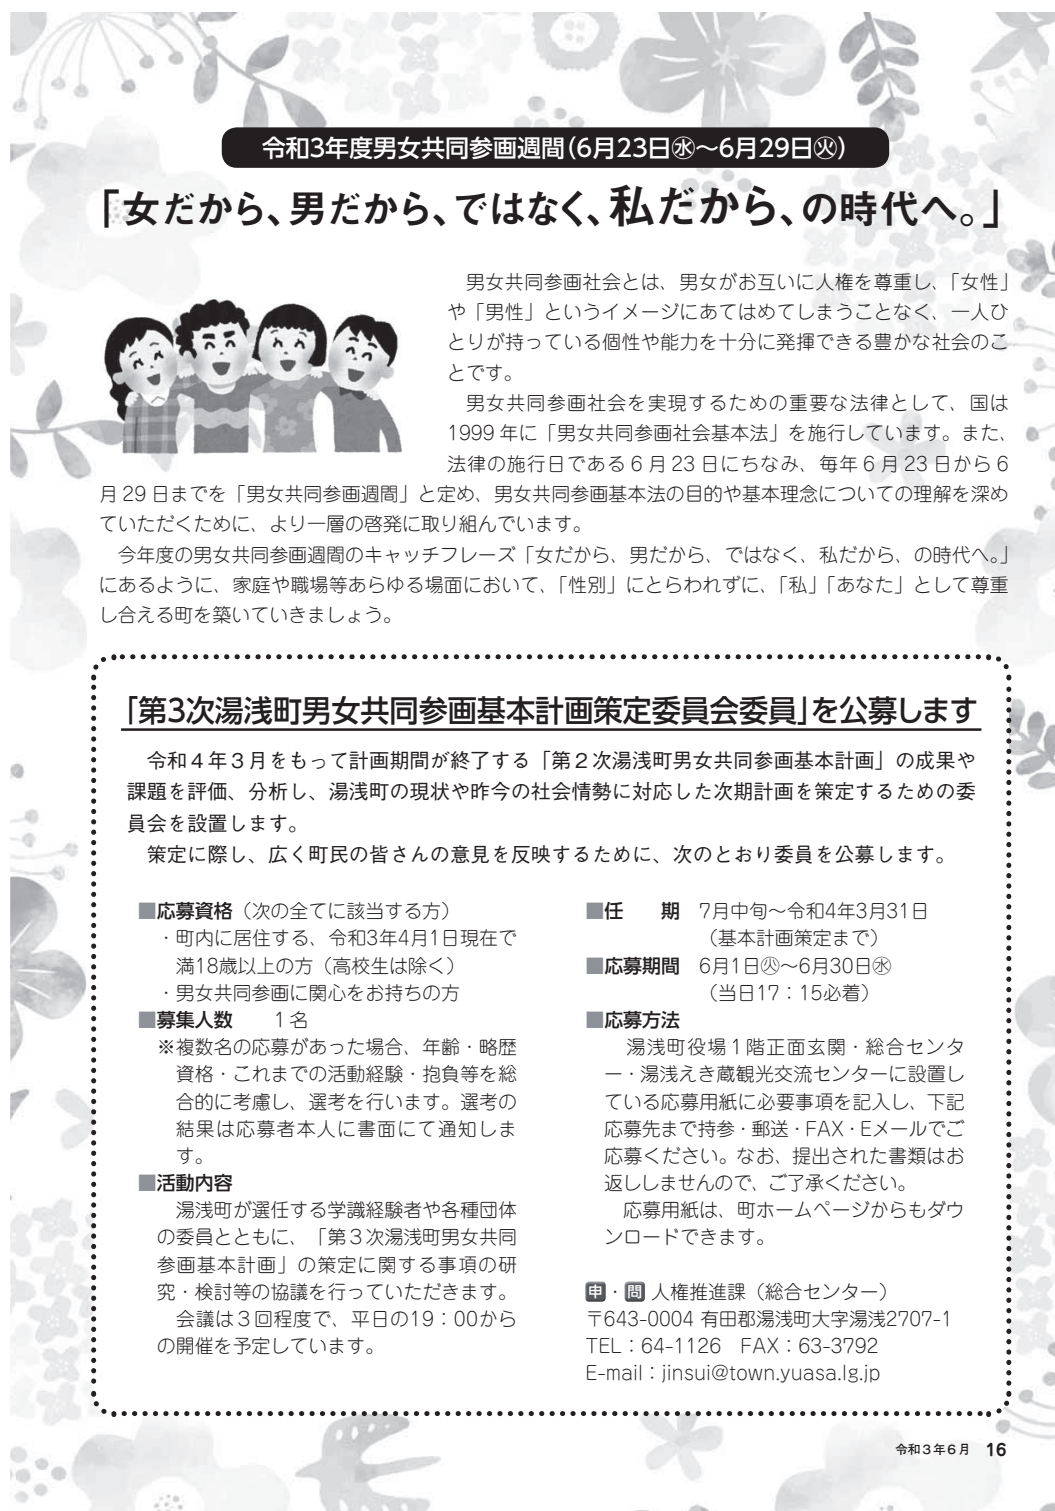 令和3年度男女共同参画週間(6月23日㊌～6月29日㊋)
「女だから、男だから、ではなく、私だから、の時代へ。」
男女共同参画社会とは、男女がお互いに人権を尊重し、「女性」
や「男性」というイメージにあてはめてしまうことなく、一人ひ
とりが持っている個性や能力を十分に発揮できる豊かな社会のこ
とです。
男女共同参画社会を実現するための重要な法律として、国は
1999年に「男女共同参画社会基本法」を施行しています。また、
法律の施行日である6月23日にちなみ、毎年6月23日から6
月29日までを「男女共同参画週間」と定め、男女共同参画基本法の目的や基本理念についての理解を深め
ていただくために、より一層の啓発に取り組んでいます。
今年度の男女共同参画週間のキャッチフレーズ「女だから、男だから、ではなく、私だから、の時代へ。」
にあるように、家庭や職場等あらゆる場面において、「性別」にとらわれずに、「私」「あなた」として尊重
し合える町を築いていきましょう。
「第3次湯浅町男女共同参画基本計画策定委員会委員」を公募します
令和4年3月をもって計画期間が終了する「第2次湯浅町男女共同参画基本計画」の成果や
課題を評価、分析し、湯浅町の現状や昨今の社会情勢に対応した次期計画を策定するための委
員会を設置します。
策定に際し、広く町民の皆さんの意見を反映するために、次のとおり委員を公募します。
■応募資格（次の全てに該当する方）
・町内に居住する、令和3年4月1日現在で
満18歳以上の方（高校生は除く）
・男女共同参画に関心をお持ちの方
■募集人数　1名
※複数名の応募があった場合、年齢・略歴
資格・これまでの活動経験・抱負等を総
合的に考慮し、選考を行います。選考の
結果は応募者本人に書面にて通知しま
す。
■活動内容
湯浅町が選任する学識経験者や各種団体
の委員とともに、「第3次湯浅町男女共同
参画基本計画」の策定に関する事項の研
究・検討等の協議を行っていただきます。
会議は3回程度で、平日の19：00から
の開催を予定しています。
■任　期　7月中旬～令和4年3月31日
（基本計画策定まで）
■応募期間　6月1日㊋～6月30日㊌
（当日17：15必着）
■応募方法
湯浅町役場1階正面玄関・総合センタ
ー・湯浅えき蔵観光交流センターに設置し
ている応募用紙に必要事項を記入し、下記
応募先まで持参・郵送・FAX・Eメールでご
応募ください。なお、提出された書類はお
返ししませんので、ご了承ください。
応募用紙は、町ホームページからもダウ
ンロードできます。
申・問 人権推進課（総合センター）
〒643-0004 有田郡湯浅町大字湯浅2707-1
TEL：64-1126　FAX：63-3792
E-mail：jinsui@town.yuasa.lg.jp
令和3年6月　16